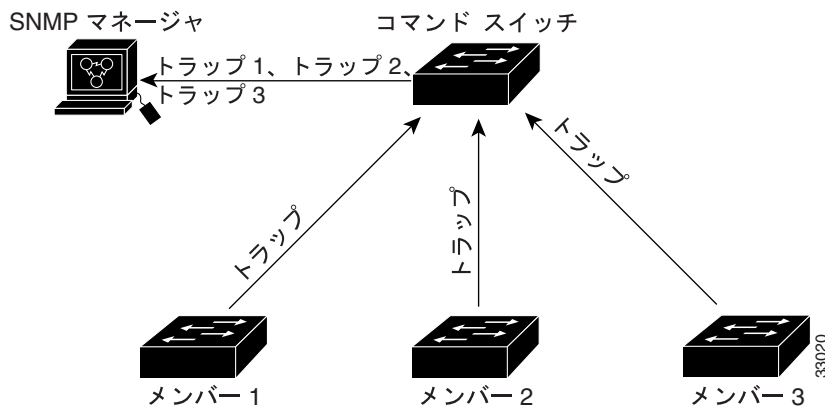 SNMP マネージャ
コマンド スイッチ
トラップ 1、トラップ 2、
トラップ 3
トラップ
トラップ
トラップ
メンバー 1
メンバー 2
メンバー 3
33020